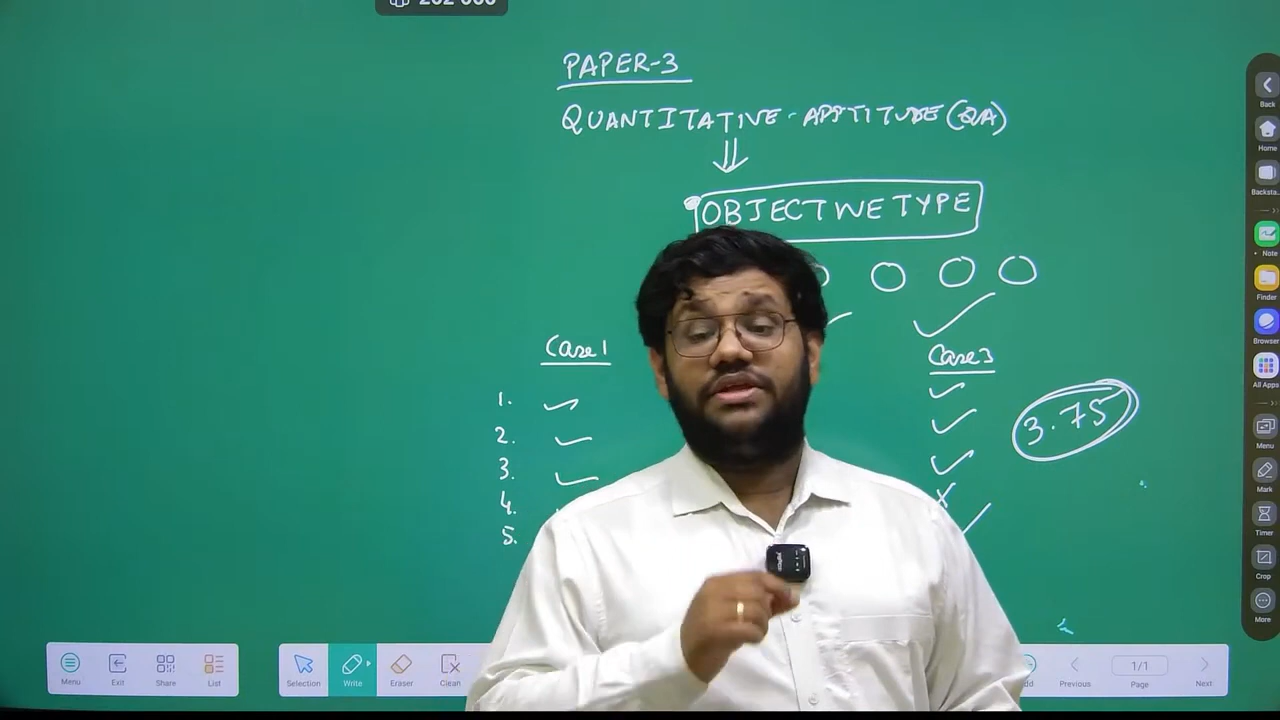 PAPER-3
QUANTITATIVE APTITUDE (QA)
OBJECTIVE TYPE
Case 1
Case 3
1.
2.
3.
4.
5.
3.75
Back
Home
Backsta..
Note
Finder
Browser
All Apps
Menu
Mark
Timer
Crop
More
Menu
Exit
Share
List
Selection
Write
Eraser
Clean
Previous
1/1
Page
Next